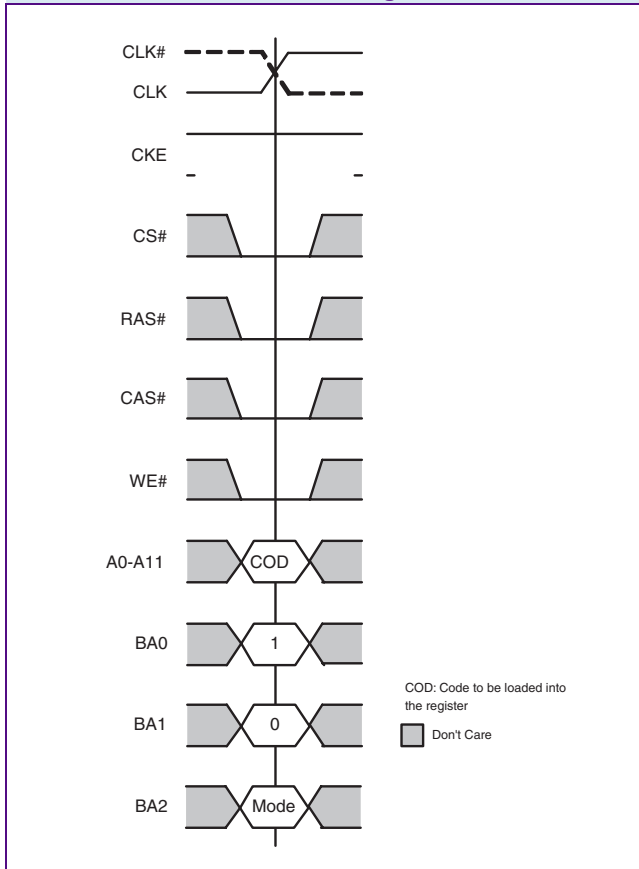 CLK#
CLK
CKE
CS#
RAS#
CAS#
WE#
A0-A11
COD
BA0
1
COD: Code to be loaded into
the register
BA1
0
Don't Care
BA2
Mode